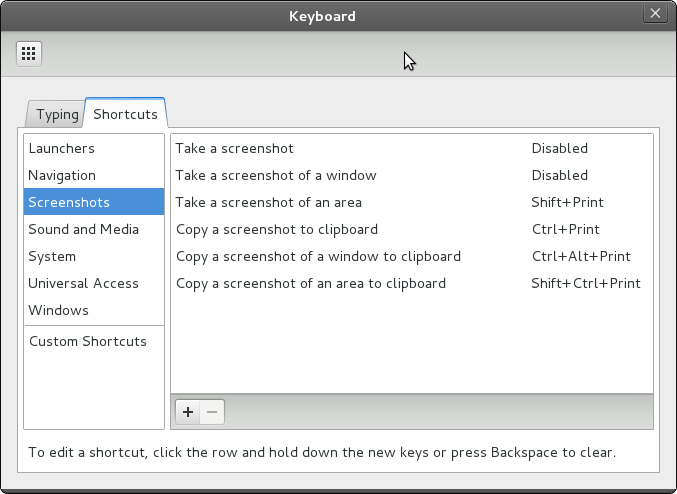 Keyboard
Typing Shortcuts
Launchers
Navigation
Screenshots
Sound and Media
System
Universal Access
Windows
Custom Shortcuts
Take a screenshot Disabled
Take a screenshot of a window Disabled
Take a screenshot of an area Shift+Print
Copy a screenshot to clipboard Ctrl+Print
Copy a screenshot of a window to clipboard Ctrl+Alt+Print
Copy a screenshot of an area to clipboard Shift+Ctrl+Print
To edit a shortcut, click the row and hold down the new keys or press Backspace to clear.